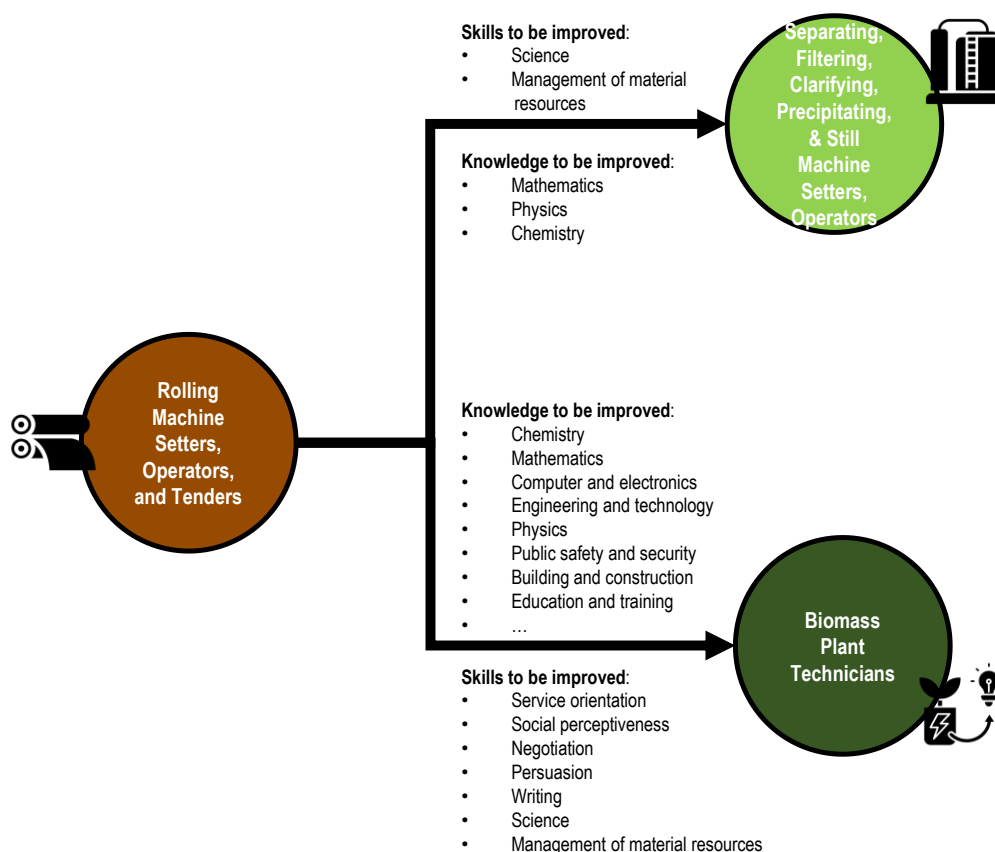 Skills to be improved:
• Science
• Management of material
resources
Separating,
Filtering,
Clarifying,
Precipitating,
& Still
Machine
Setters,
Operators
Knowledge to be improved:
• Mathematics
• Physics
• Chemistry
Rolling
Machine
Setters,
Operators,
and Tenders
Knowledge to be improved:
• Chemistry
• Mathematics
• Computer and electronics
• Engineering and technology
• Physics
• Public safety and security
• Building and construction
• Education and training
• ...
Biomass
Plant
Technicians
Skills to be improved:
• Service orientation
• Social perceptiveness
• Negotiation
• Persuasion
• Writing
• Science
• Management of material resources